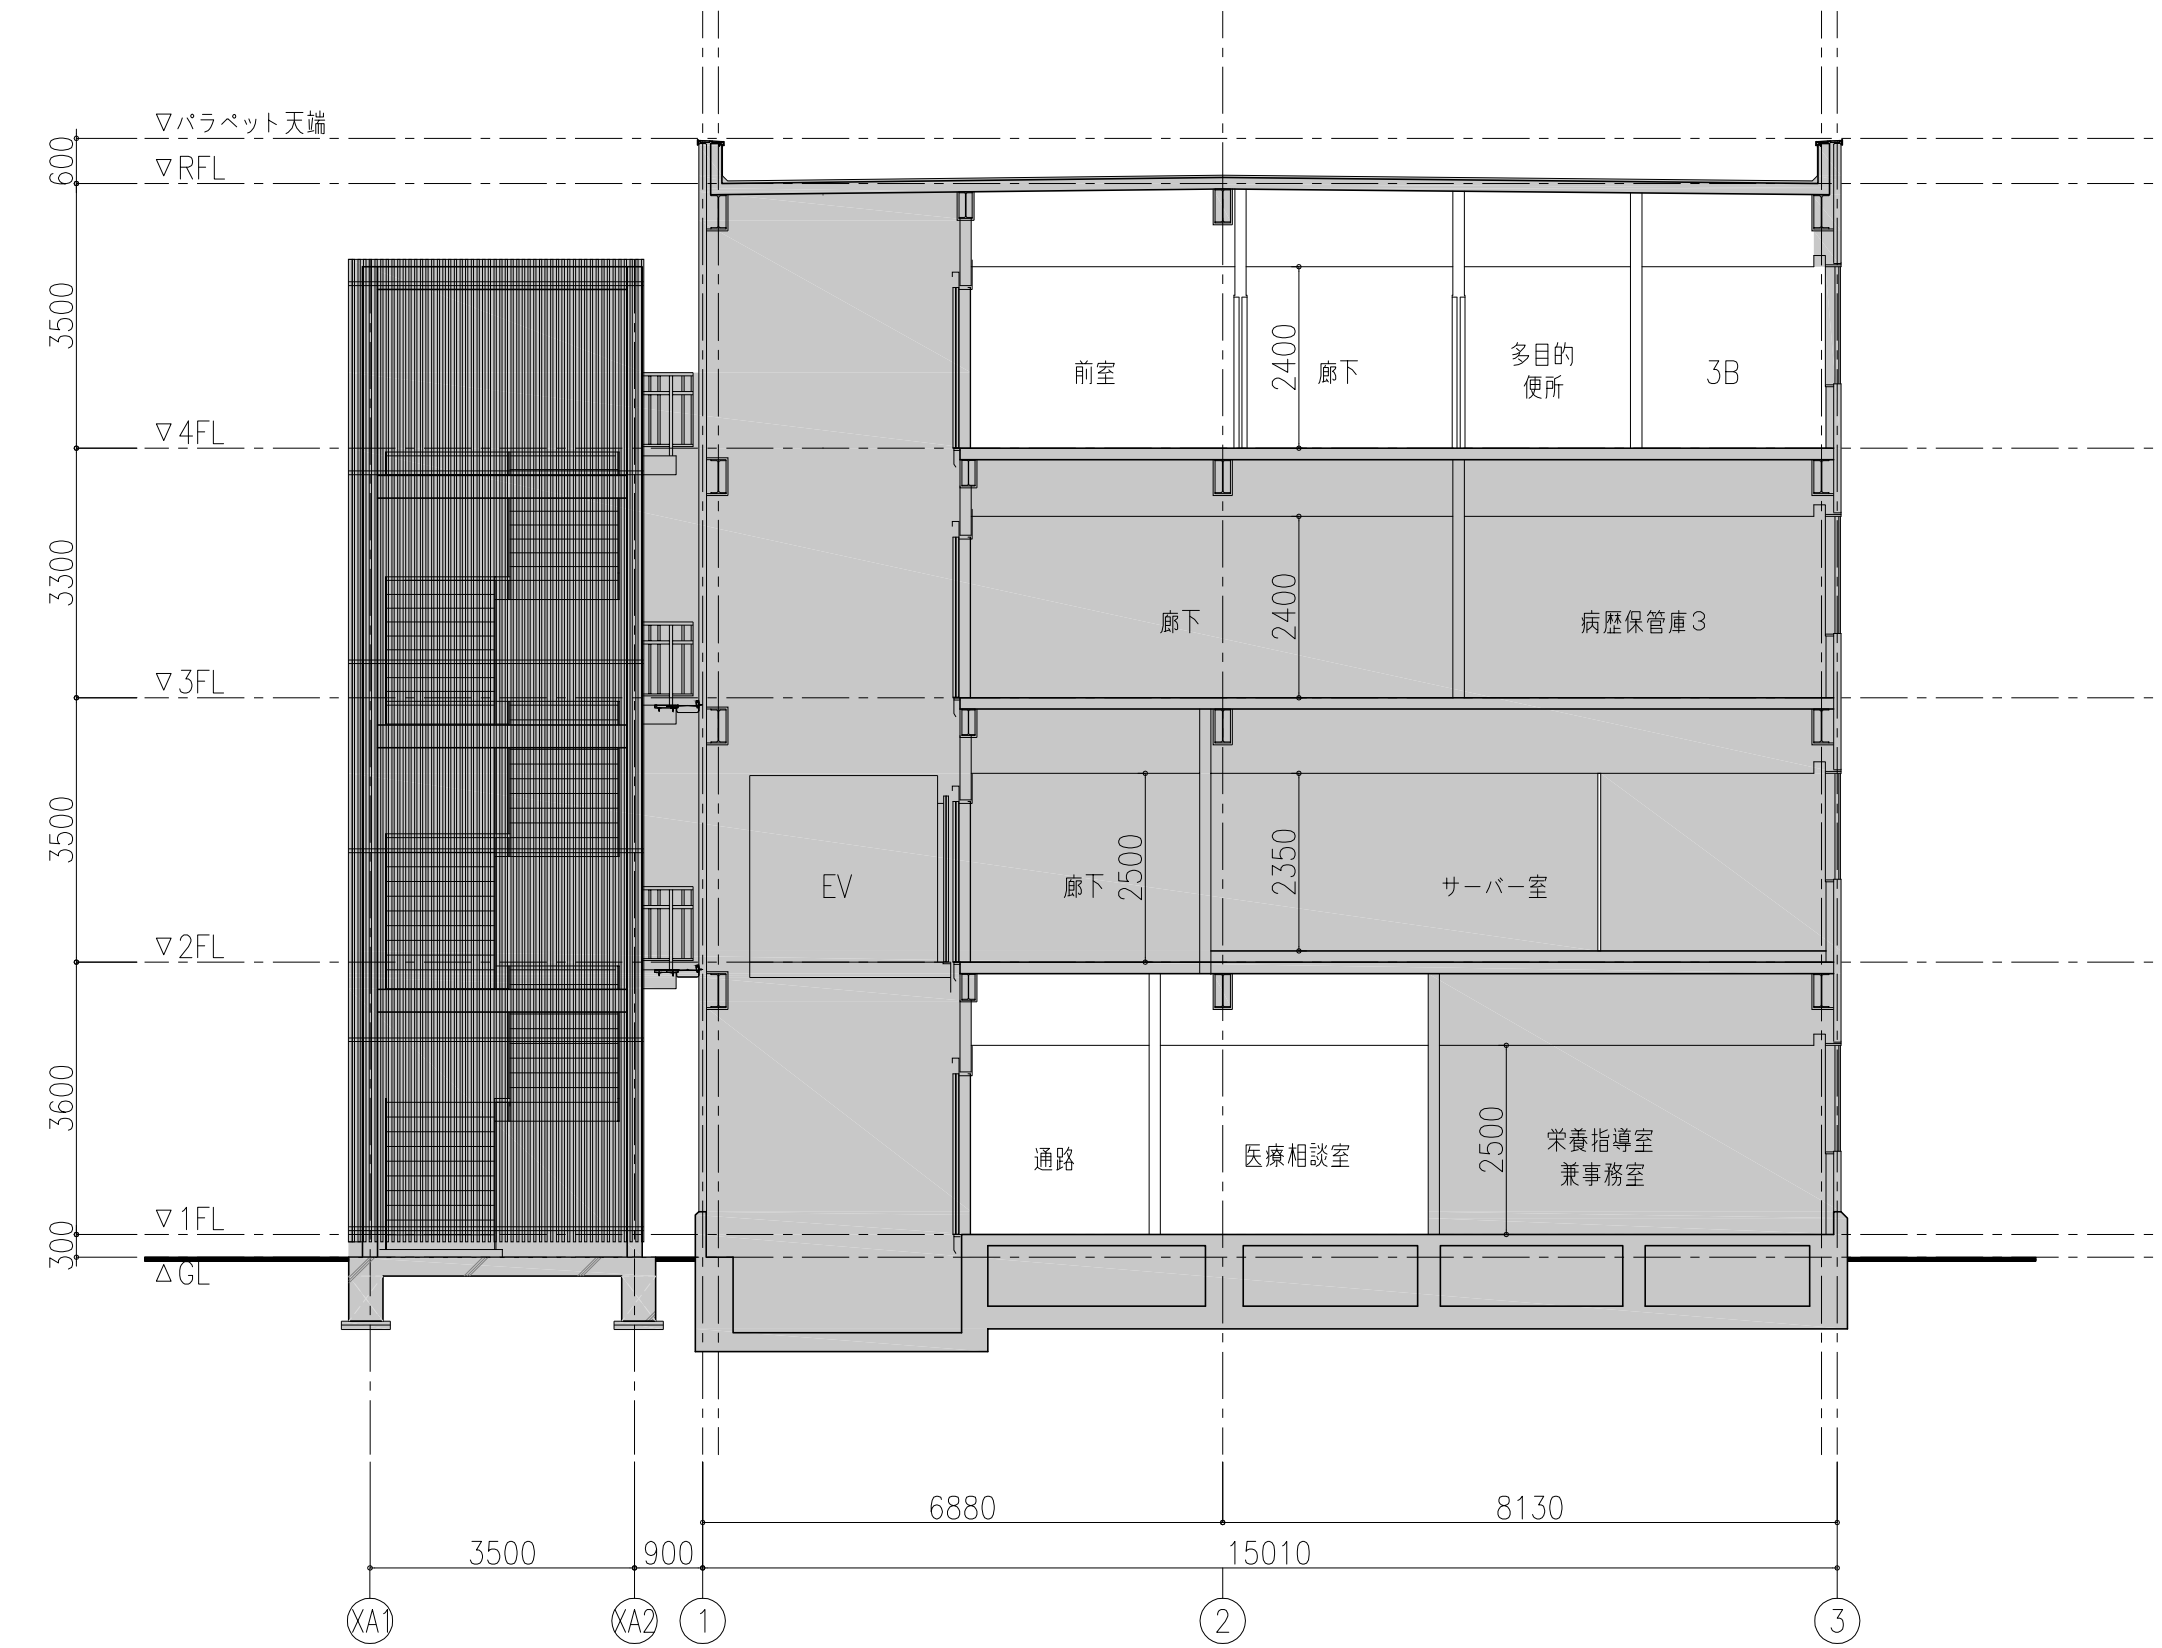 ▽パラペット天端
600
▽RFL
3500
2400
前室
廊下
多目的
便所
3B
▽4FL
3300
2400
廊下
病歴保管庫3
▽3FL
3500
EV
廊下
2500
2350
サーバー室
▽2FL
3600
通路
医療相談室
2500
栄養指導室
兼事務室
▽1FL
300
△GL
6880
8130
3500
900
15010
XA1
XA2
1
2
3